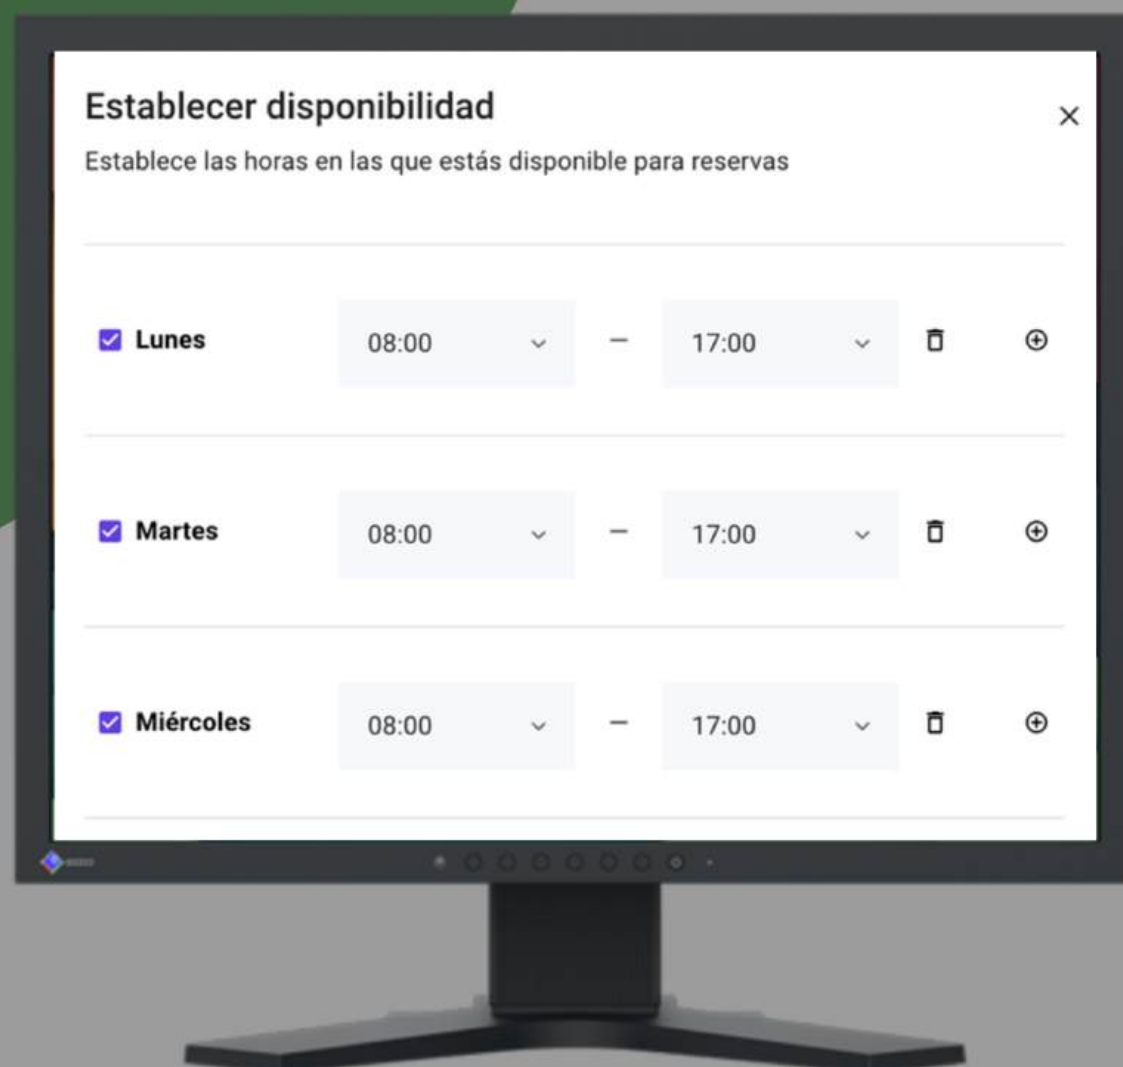 Establecer disponibilidad
Establece las horas en las que estás disponible para reservas
Lunes 08:00 – 17:00
Martes 08:00 – 17:00
Miércoles 08:00 – 17:00